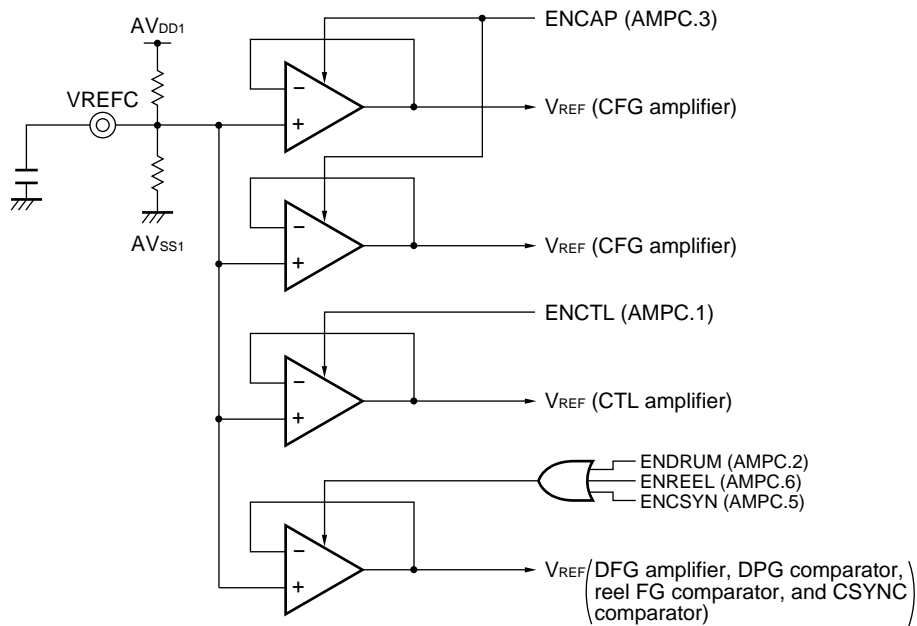 AVDD1
ENCAP (AMPC.3)
VREFC
−
+
VREF (CFG amplifier)
AVSS1
−
+
VREF (CFG amplifier)
ENCTL (AMPC.1)
−
+
VREF (CTL amplifier)
ENDRUM (AMPC.2)
ENREEL (AMPC.6)
ENCSYN (AMPC.5)
−
+
VREF (DFG amplifier, DPG comparator,
reel FG comparator, and CSYNC
comparator)